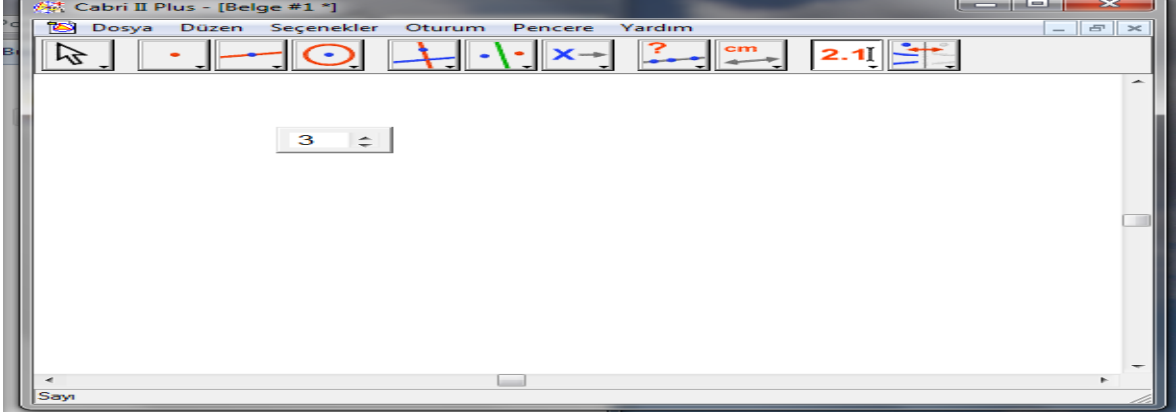 Cabri II Plus - [Belge #1 *]
Dosya Düzen Seçenekler Oturum Pencere Yardım
? cm 2.1
3
Sayı